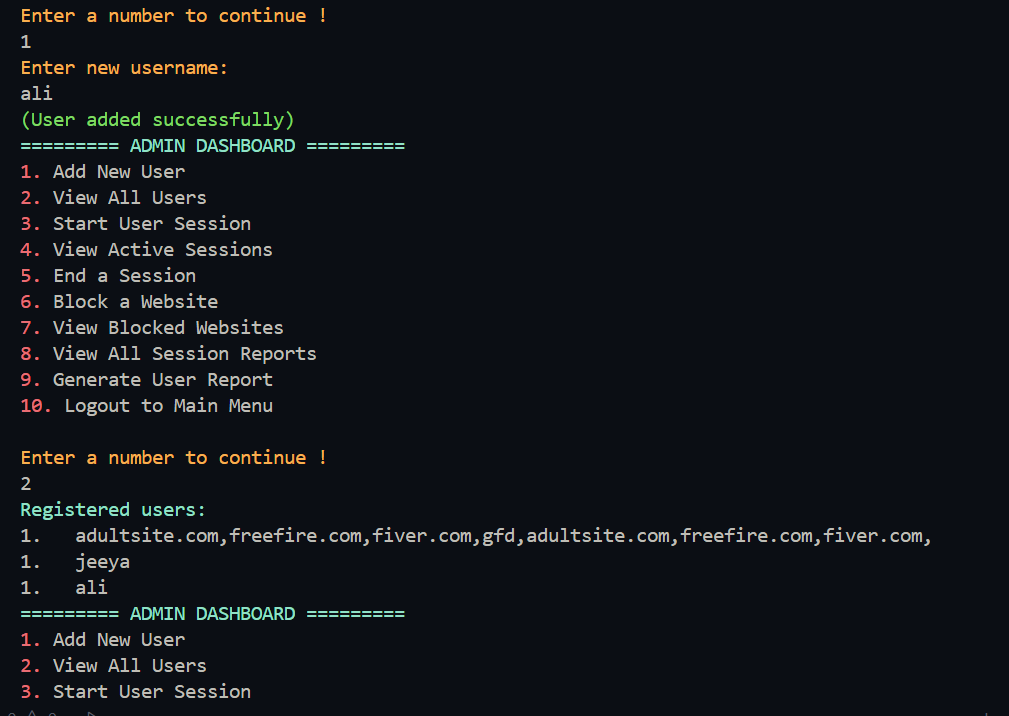 Enter a number to continue !
1
Enter new username:
ali
(User added successfully)
========= ADMIN DASHBOARD =========
1. Add New User
2. View All Users
3. Start User Session
4. View Active Sessions
5. End a Session
6. Block a Website
7. View Blocked Websites
8. View All Session Reports
9. Generate User Report
10. Logout to Main Menu
Enter a number to continue !
2
Registered users:
1.   adultsite.com,freefire.com,fiver.com,gfd,adultsite.com,freefire.com,fiver.com,
1.   jeeya
1.   ali
========= ADMIN DASHBOARD =========
1. Add New User
2. View All Users
3. Start User Session